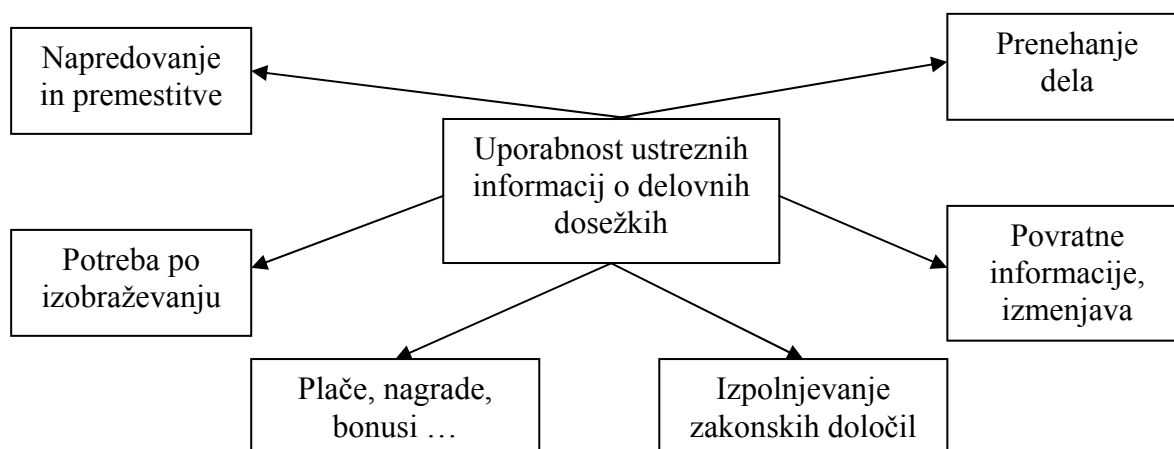 Napredovanje
in premestitve
Prenehanje
dela
Uporabnost ustreznih
informacij o delovnih
dosežkih
Potreba po
izobraževanju
Povratne
informacije,
izmenjava
Plače, nagrade,
bonusi …
Izpolnjevanje
zakonskih določil